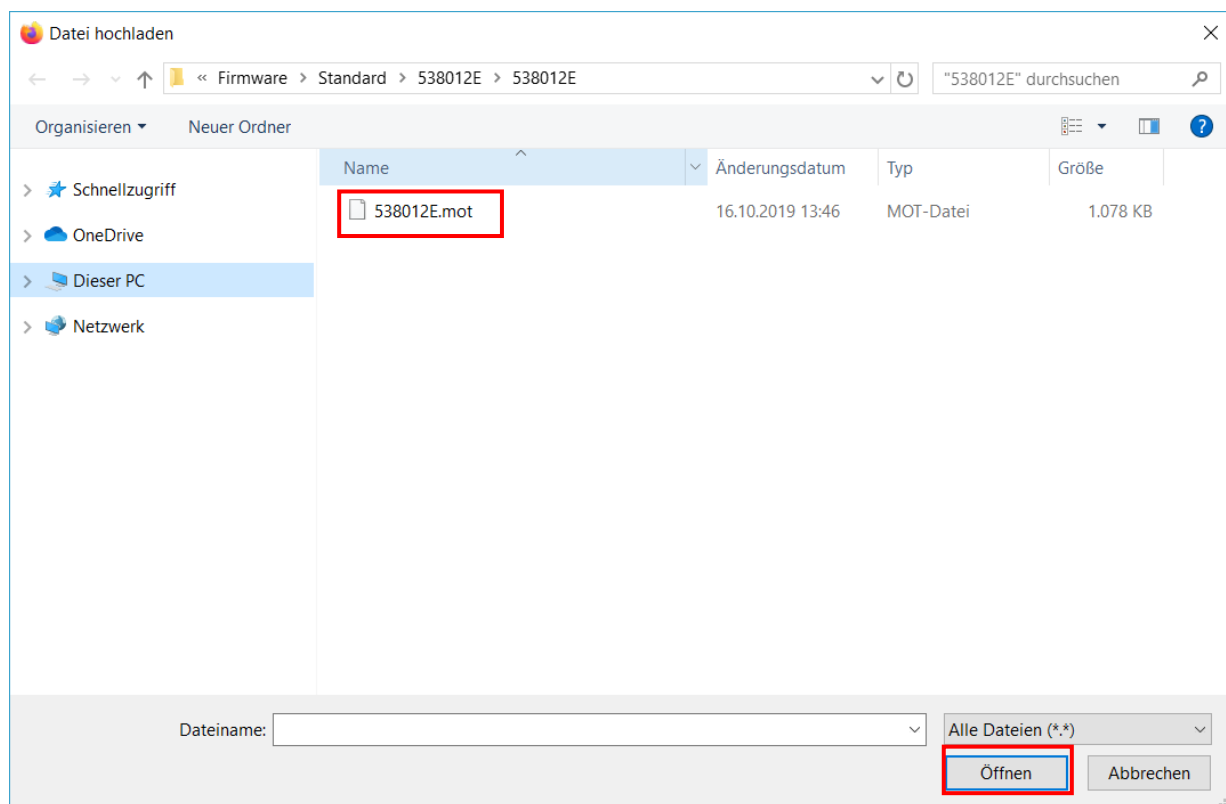 Datei hochladen
« Firmware > Standard > 538012E > 538012E
"538012E" durchsuchen
Organisieren Neuer Ordner
?
Name Änderungsdatum Typ Größe
Schnellzugriff
538012E.mot 16.10.2019 13:46 MOT-Datei 1.078 KB
OneDrive
Dieser PC
Netzwerk
Dateiname: Alle Dateien (*.*)
Öffnen Abbrechen